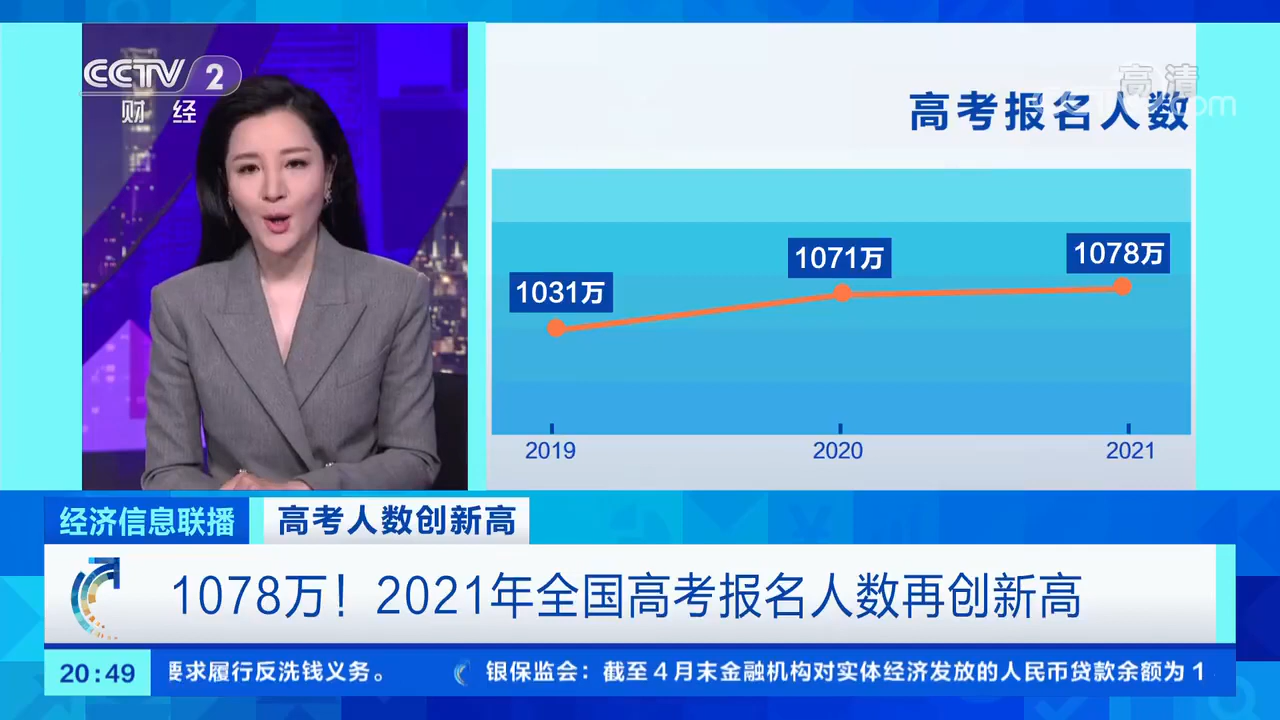 CCTV 2
财经
高清
高考报名人数
1031万
1071万
1078万
2019
2020
2021
经济信息联播
高考人数创新高
1078万！2021年全国高考报名人数再创新高
20:49
要求履行反洗钱义务。
银保监会：截至4月末金融机构对实体经济发放的人民币贷款余额为1